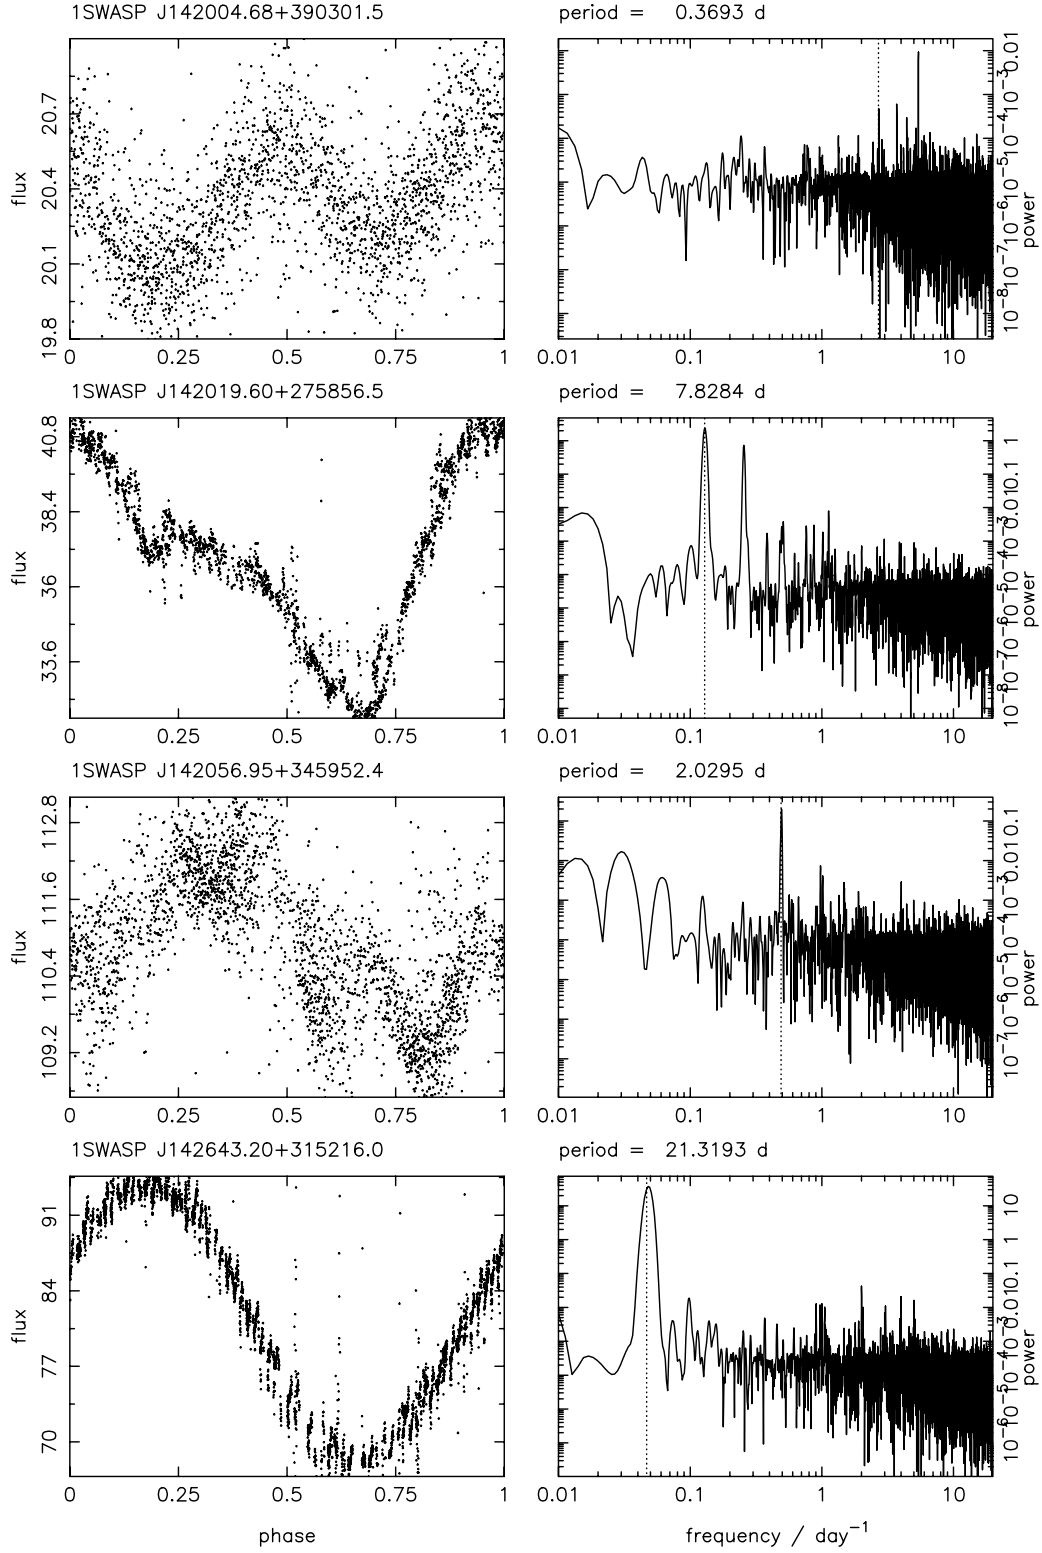 1SWASP J142004.68+390301.5
period = 0.3693 d
20.7
20.4
20.1
19.8
flux
0 0.25 0.5 0.75 1
0.01
10⁻³
10⁻⁴
10⁻⁵
10⁻⁶
10⁻⁷
10⁻⁸
power
0.01 0.1 1 10
1SWASP J142019.60+275856.5
period = 7.8284 d
40.8
38.4
36
33.6
flux
0 0.25 0.5 0.75 1
1
0.1
0.01
10⁻³
10⁻⁴
10⁻⁵
10⁻⁶
10⁻⁷
10⁻⁸
power
0.01 0.1 1 10
1SWASP J142056.95+345952.4
period = 2.0295 d
112.8
111.6
110.4
109.2
flux
0 0.25 0.5 0.75 1
0.1
0.01
10⁻³
10⁻⁴
10⁻⁵
10⁻⁶
10⁻⁷
power
0.01 0.1 1 10
1SWASP J142643.20+315216.0
period = 21.3193 d
91
84
77
70
flux
0 0.25 0.5 0.75 1
phase
10
1
0.1
0.01
10⁻³
10⁻⁴
10⁻⁵
10⁻⁶
power
0.01 0.1 1 10
frequency / day⁻¹